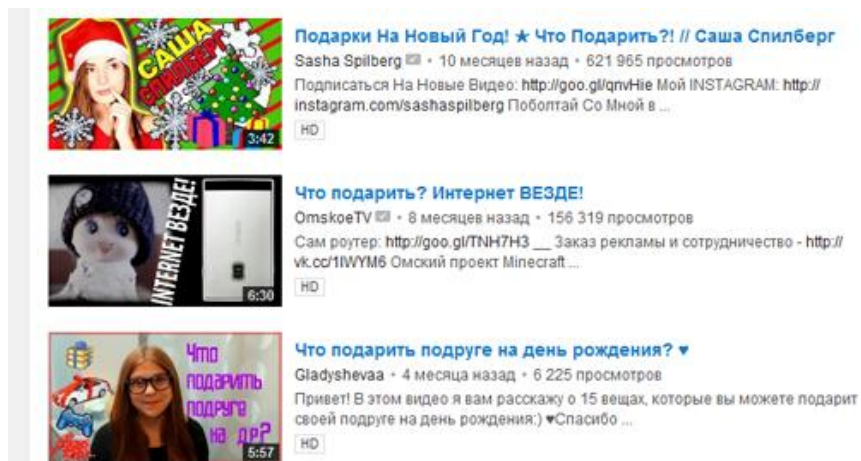 Подарки На Новый Год! ★ Что Подарить?! // Саша Спилберг
Sasha Spilberg • 10 месяцев назад • 621 965 просмотров
Подписаться На Новые Видео: http://goo.gl/qnvHie Мой INSTAGRAM: http://
instagram.com/sashaspilberg Поболтай Со Мной в ...
HD
САША
СПИЛБЕРГ
3:42
Что подарить? Интернет ВЕЗДЕ!
OmskoeTV • 8 месяцев назад • 156 319 просмотров
Сам роутер: http://goo.gl/TNH7H3 __ Заказ рекламы и сотрудничество - http://
vk.cc/1IWYM6 Омский проект Minecraft ...
HD
INTERNET ВЕЗДЕ!
6:30
Что подарить подруге на день рождения? ♥
Gladyshevaa • 4 месяца назад • 6 225 просмотров
Привет! В этом видео я вам расскажу о 15 вещах, которые вы можете подарит
своей подруге на день рождения:) ♥Спасибо ...
HD
Что
подарить
подруге
на др?
5:57